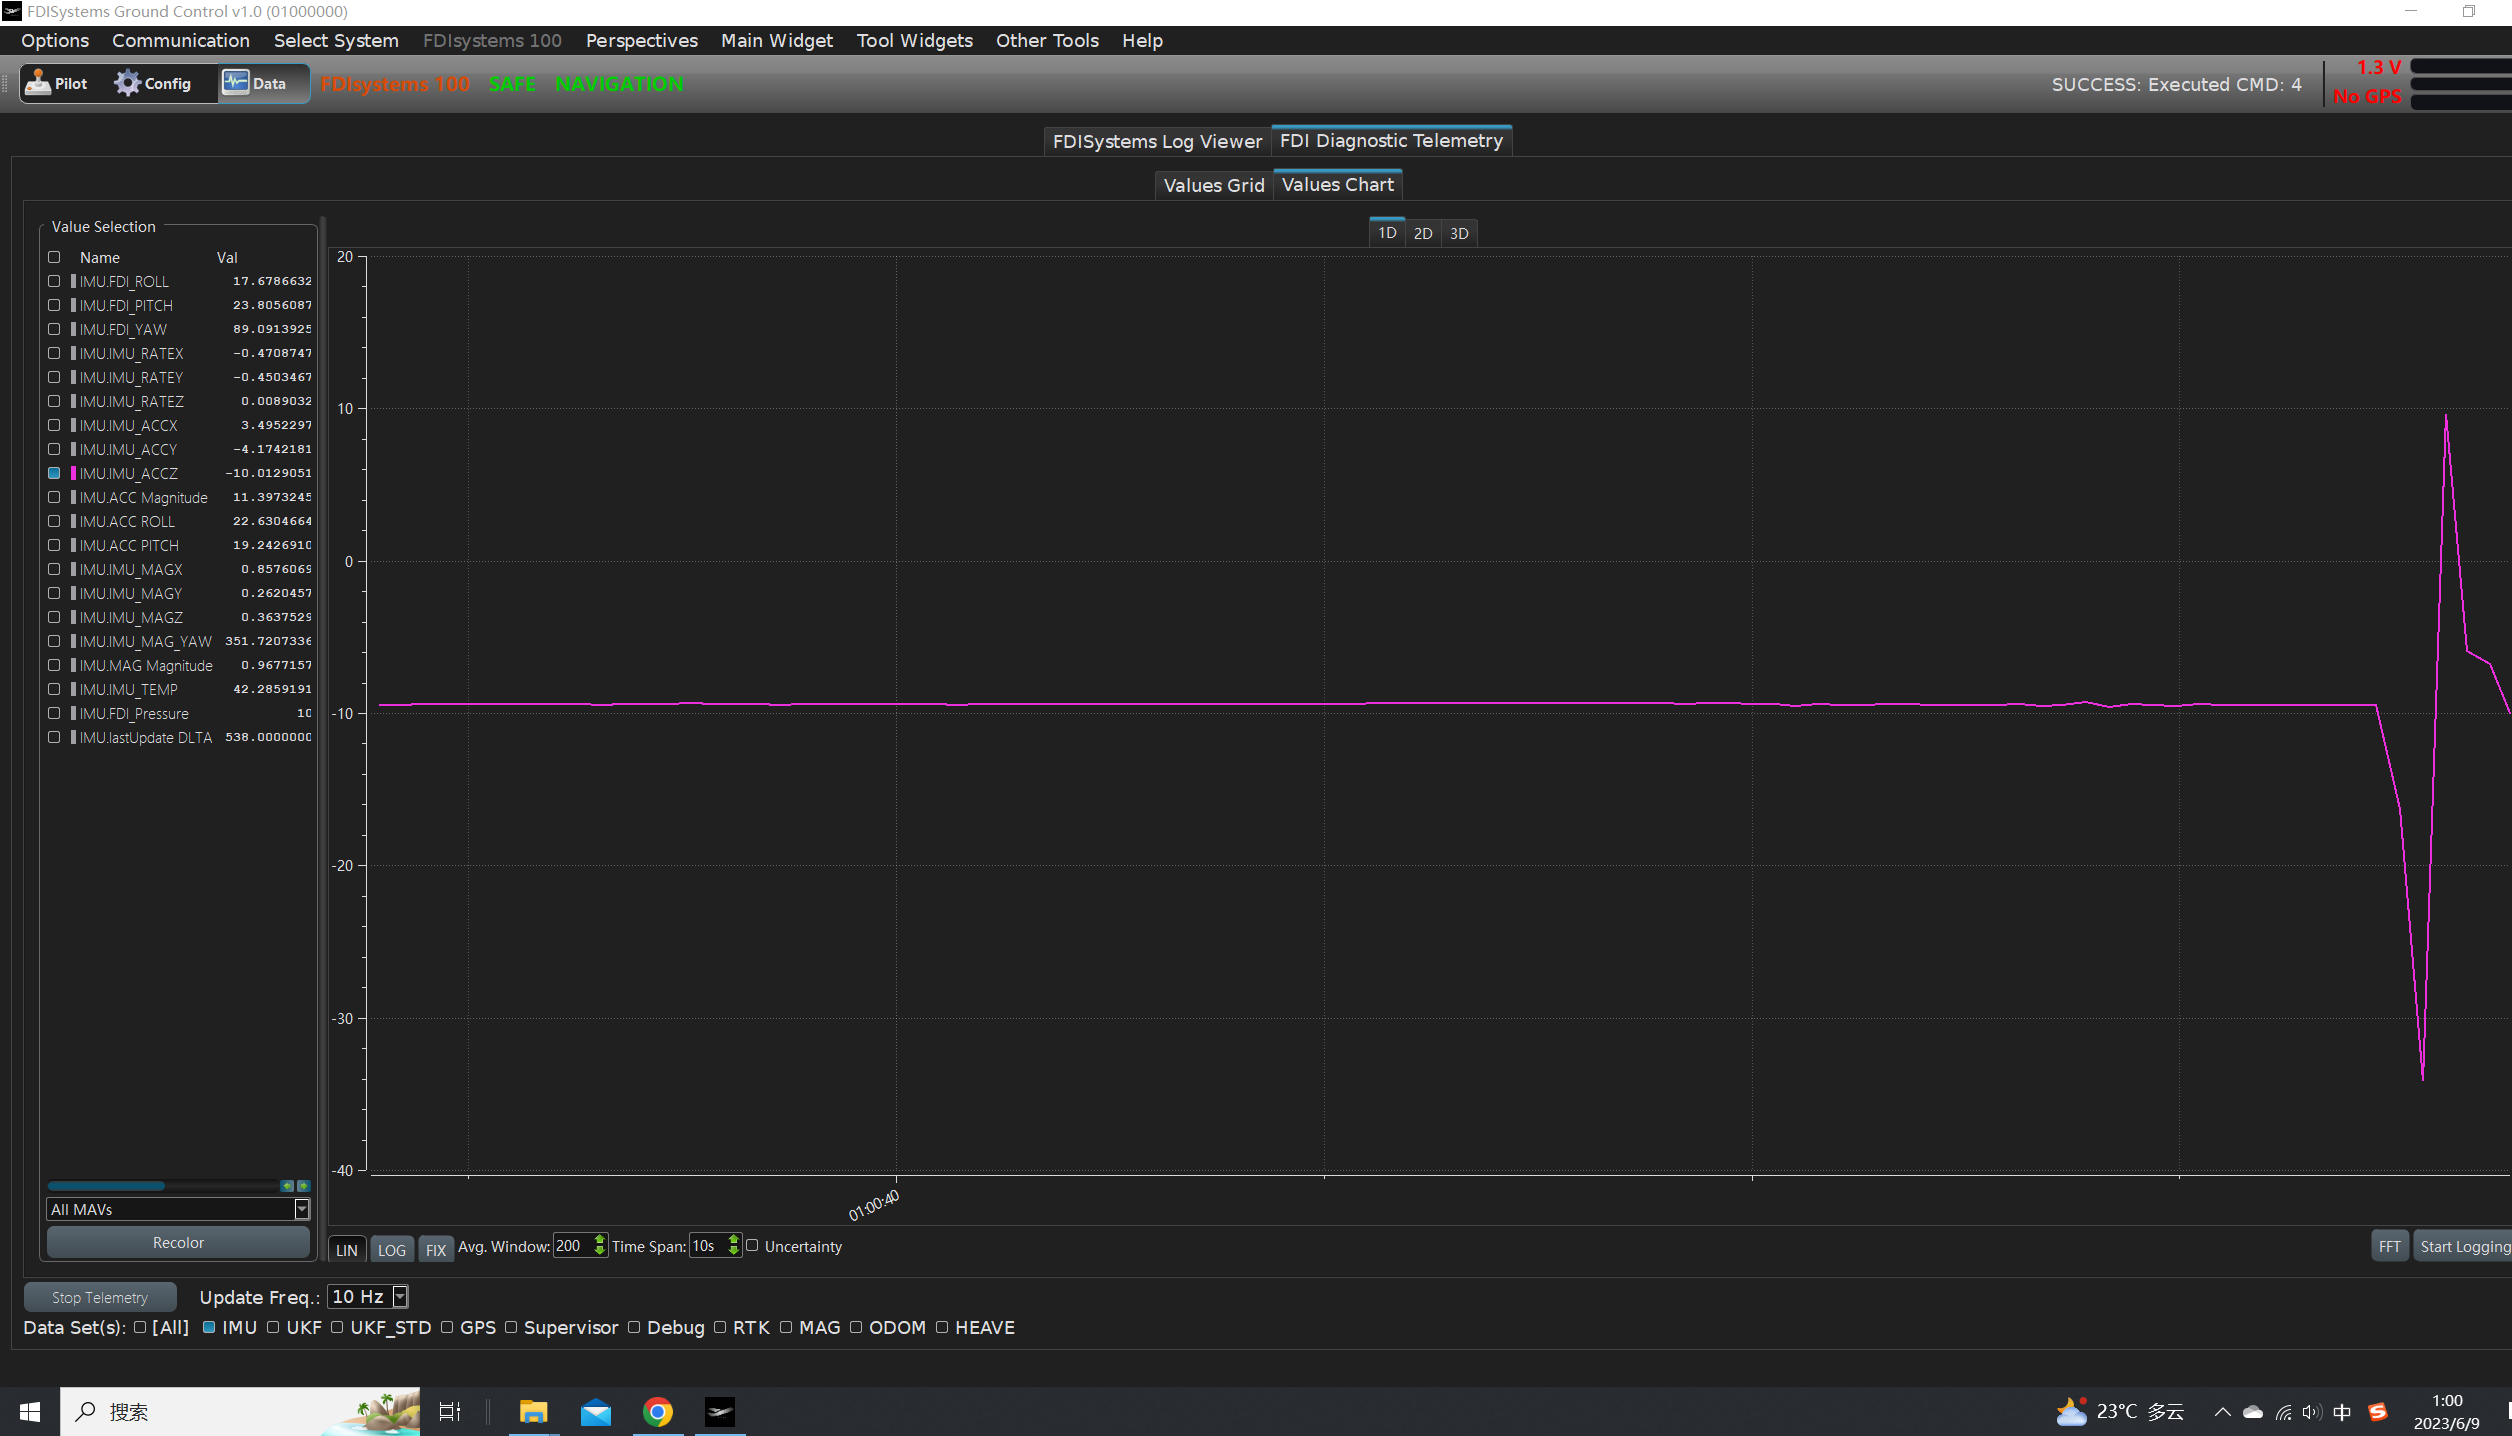 FDISystems Ground Control v1.0 (01000000)
Options Communication Select System FDIsystems 100 Perspectives Main Widget Tool Widgets Other Tools Help
Pilot Config Data FDIsystems 100 SAFE NAVIGATION SUCCESS: Executed CMD: 4 1.3 V
No GPS
FDISystems Log Viewer FDI Diagnostic Telemetry
Values Grid Values Chart
Value Selection
1D 2D 3D
Name Val
IMU.FDI_ROLL 17.6786632
IMU.FDI_PITCH 23.8056087
IMU.FDI_YAW 89.0913925
IMU.IMU_RATEX -0.4708747
IMU.IMU_RATEY -0.4503467
IMU.IMU_RATEZ 0.0089032
IMU.IMU_ACCX 3.4952297
IMU.IMU_ACCY -4.1742181
IMU.IMU_ACCZ -10.0129051
IMU.ACC Magnitude 11.3973245
IMU.ACC ROLL 22.6304664
IMU.ACC PITCH 19.2426910
IMU.IMU_MAGX 0.8576069
IMU.IMU_MAGY 0.2620457
IMU.IMU_MAGZ 0.3637529
IMU.IMU_MAG_YAW 351.7207336
IMU.MAG Magnitude 0.9677157
IMU.IMU_TEMP 42.2859191
IMU.FDI_Pressure 10
IMU.lastUpdate DLTA 538.0000000
20
10
0
-10
-20
-30
-40
01:00:40
All MAVs
Recolor
LIN LOG FIX Avg. Window: 200 Time Span: 10s Uncertainty FFT Start Logging
Stop Telemetry Update Freq.: 10 Hz
Data Set(s): [All] IMU UKF UKF_STD GPS Supervisor Debug RTK MAG ODOM HEAVE
搜索
23°C 多云
中
1:00
2023/6/9